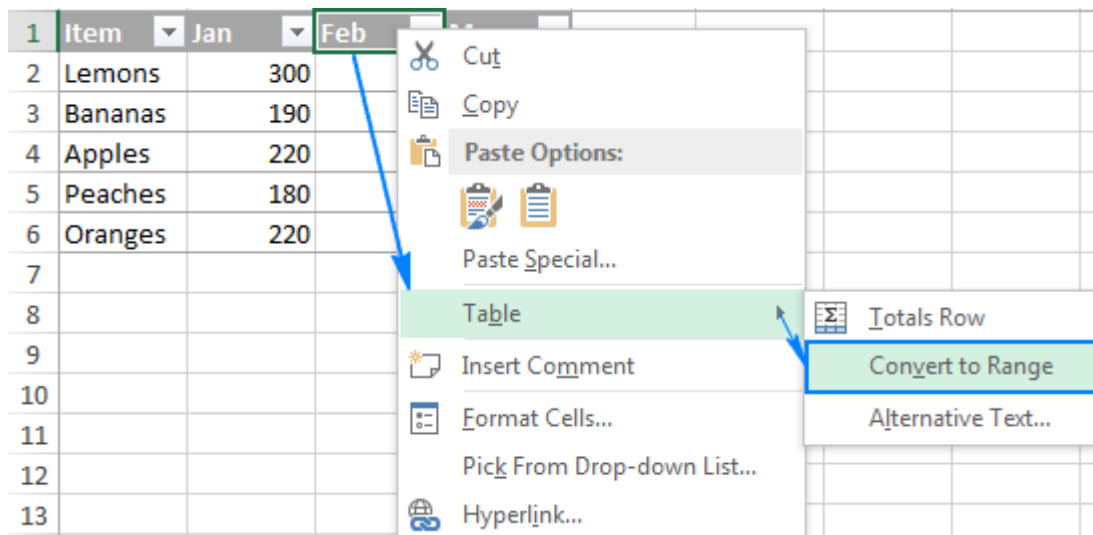 1 Item Jan Feb
2 Lemons 300
3 Bananas 190
4 Apples 220
5 Peaches 180
6 Oranges 220
7
8
9
10
11
12
13
Cut
Copy
Paste Options:
Paste Special...
Table
Insert Comment
Format Cells...
Pick From Drop-down List...
Hyperlink...
Totals Row
Convert to Range
Alternative Text...